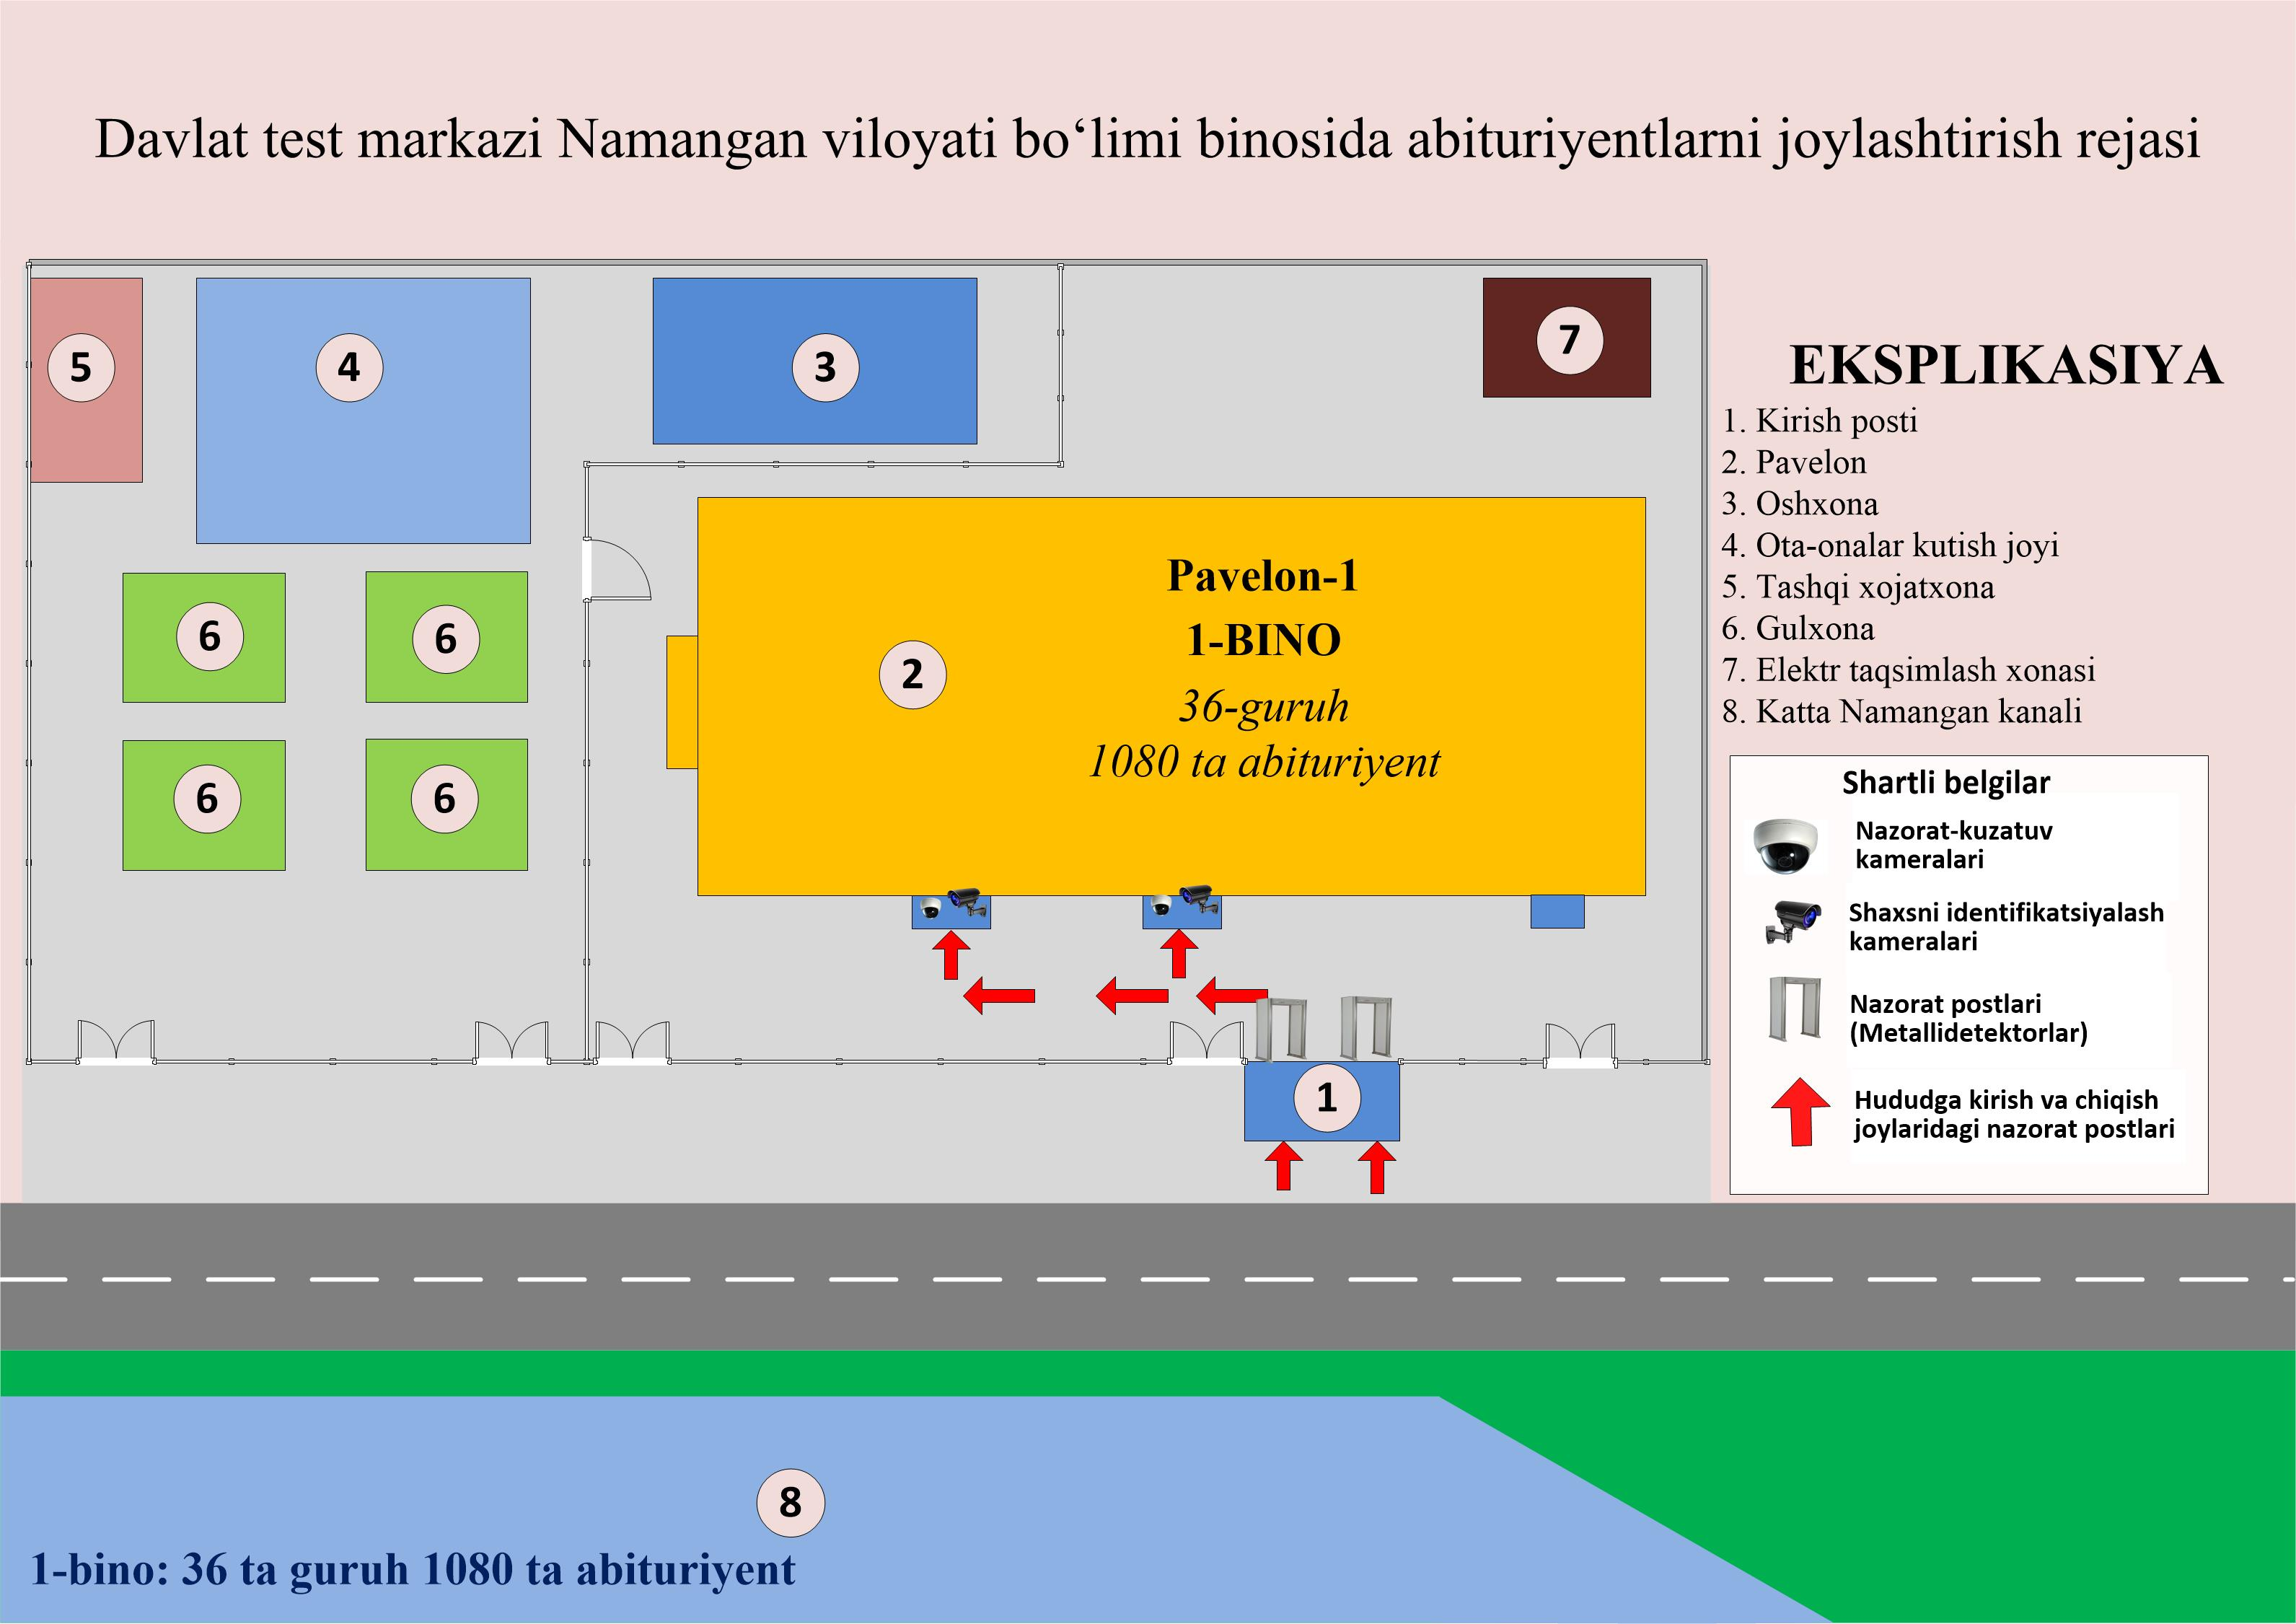 Davlat test markazi Namangan viloyati bo‘limi binosida abituriyentlarni joylashtirish rejasi
5
4
3
7
6
6
6
6
2
Pavelon-1
1-BINO
36-guruh
1080 ta abituriyent
1
EKSPLIKASIYA
1. Kirish posti
2. Pavelon
3. Oshxona
4. Ota-onalar kutish joyi
5. Tashqi xojatxona
6. Gulxona
7. Elektr taqsimlash xonasi
8. Katta Namangan kanali
Shartli belgilar
Nazorat-kuzatuv
kameralari
Shaxsni identifikatsiyalash
kameralari
Nazorat postlari
(Metallidetektorlar)
Hududga kirish va chiqish
joylaridagi nazorat postlari
8
1-bino: 36 ta guruh 1080 ta abituriyent